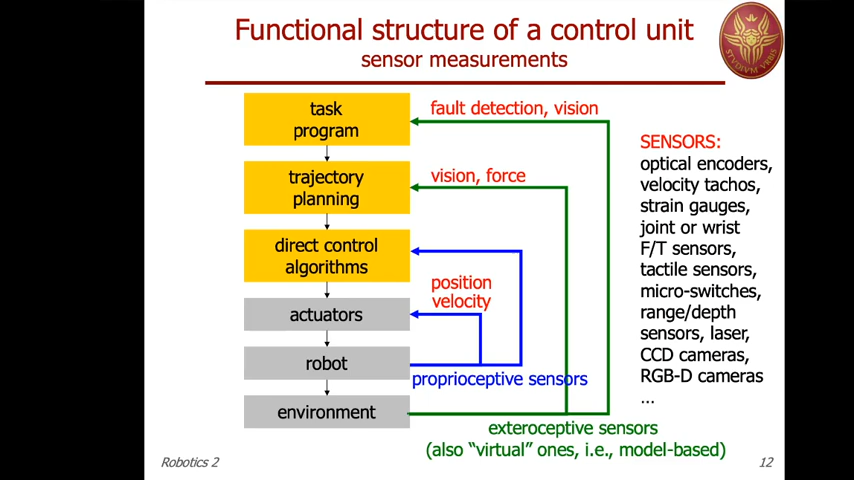 Functional structure of a control unit
sensor measurements
STVDIVM VRBIS
task
program
fault detection, vision
trajectory
planning
vision, force
direct control
algorithms
position
velocity
actuators
robot
proprioceptive sensors
environment
exteroceptive sensors
(also “virtual” ones, i.e., model-based)
SENSORS:
optical encoders,
velocity tachos,
strain gauges,
joint or wrist
F/T sensors,
tactile sensors,
micro-switches,
range/depth
sensors, laser,
CCD cameras,
RGB-D cameras
...
Robotics 2
12